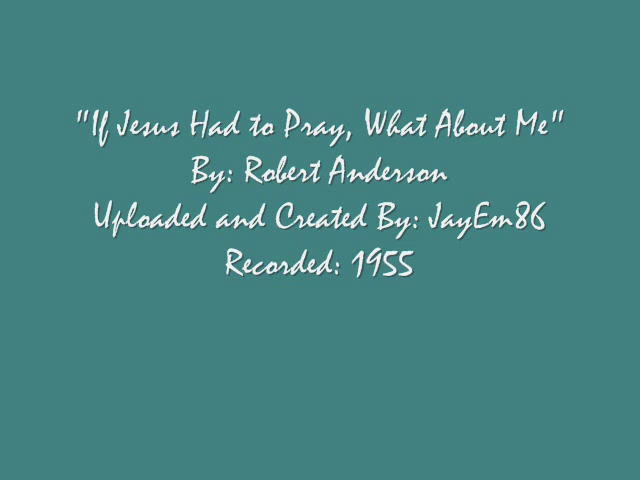 "If Jesus Had to Pray, What About Me"
By: Robert Anderson
Uploaded and Created By: JayEm86
Recorded: 1955